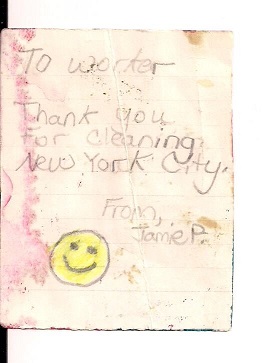 To worker
Thank you
for cleaning
New York City.
From,
Jamie P.